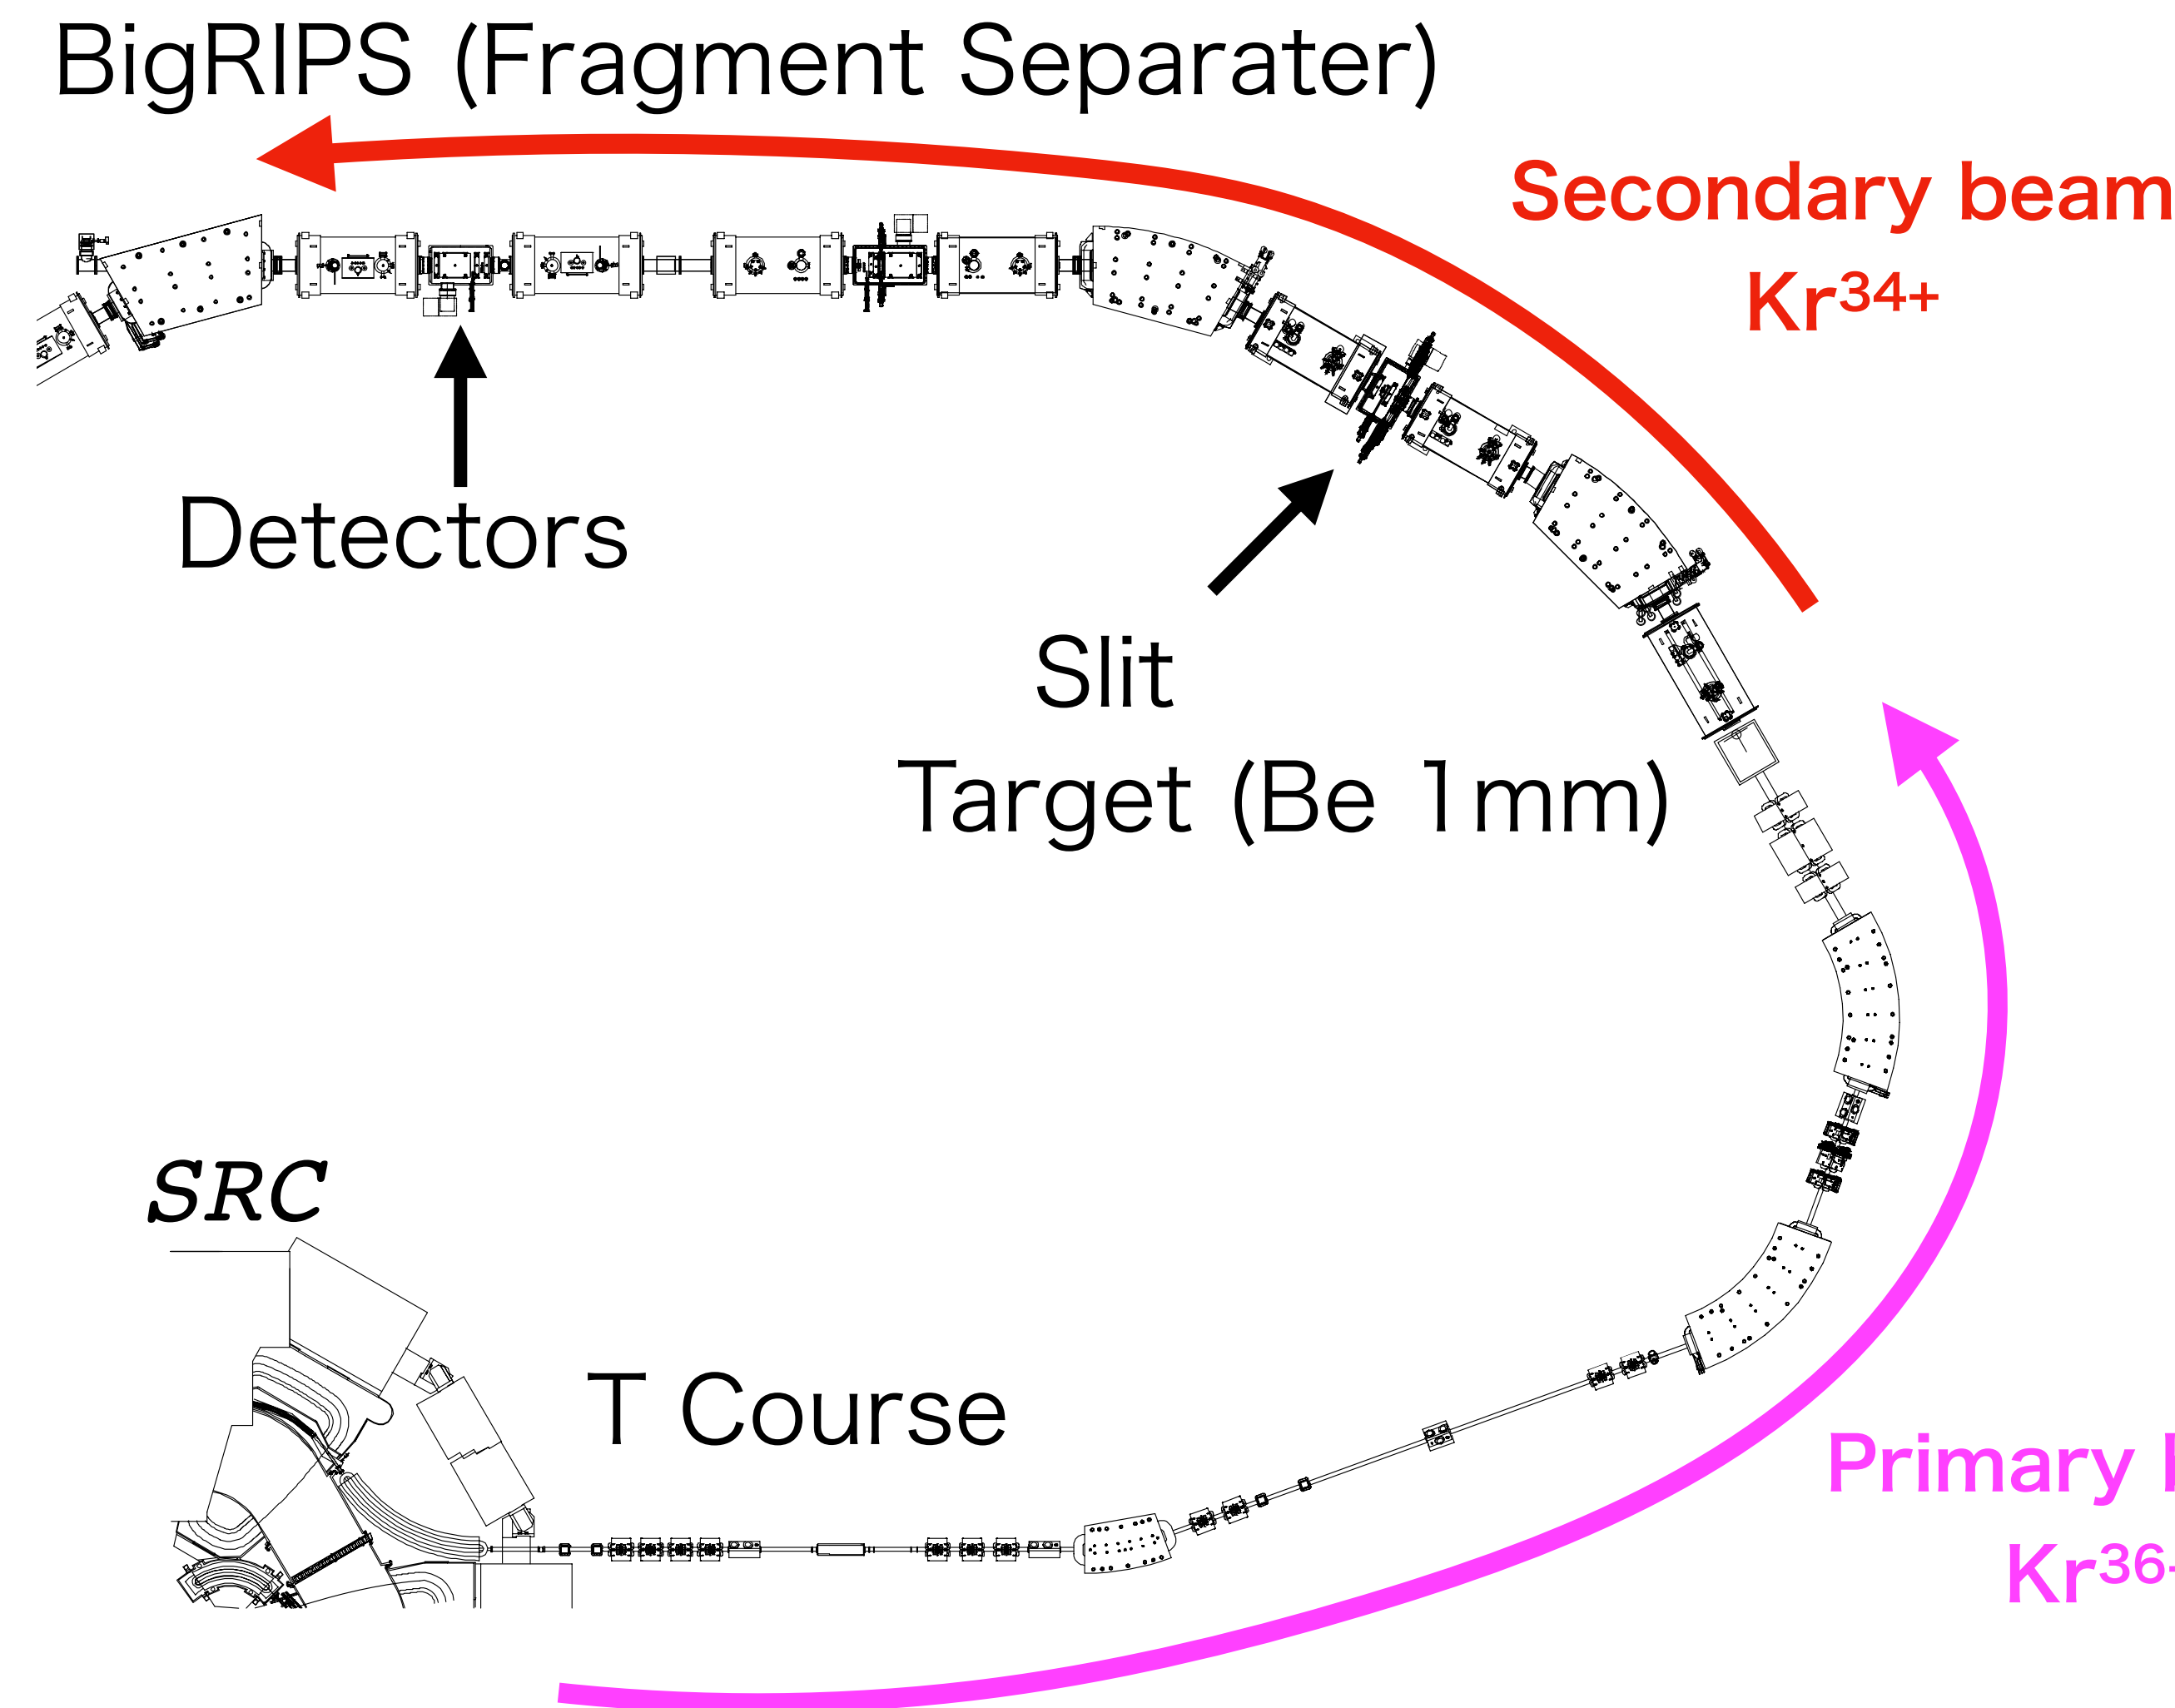 BigRIPS (Fragment Separater)
Secondary beam
Kr³⁴⁺
Detectors
Slit
Target (Be 1mm)
SRC
T Course
Primary
Kr³⁶